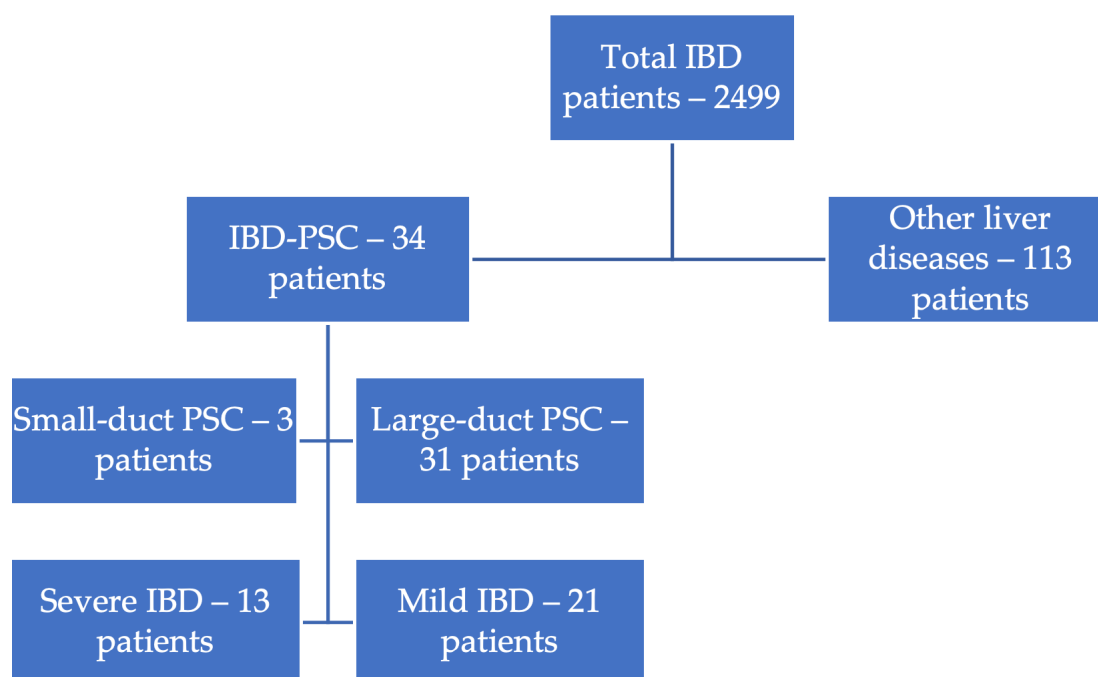 Total IBD
patients – 2499
IBD-PSC – 34
patients
Other liver
diseases – 113
patients
Small-duct PSC – 3
patients
Large-duct PSC –
31 patients
Severe IBD – 13
patients
Mild IBD – 21
patients